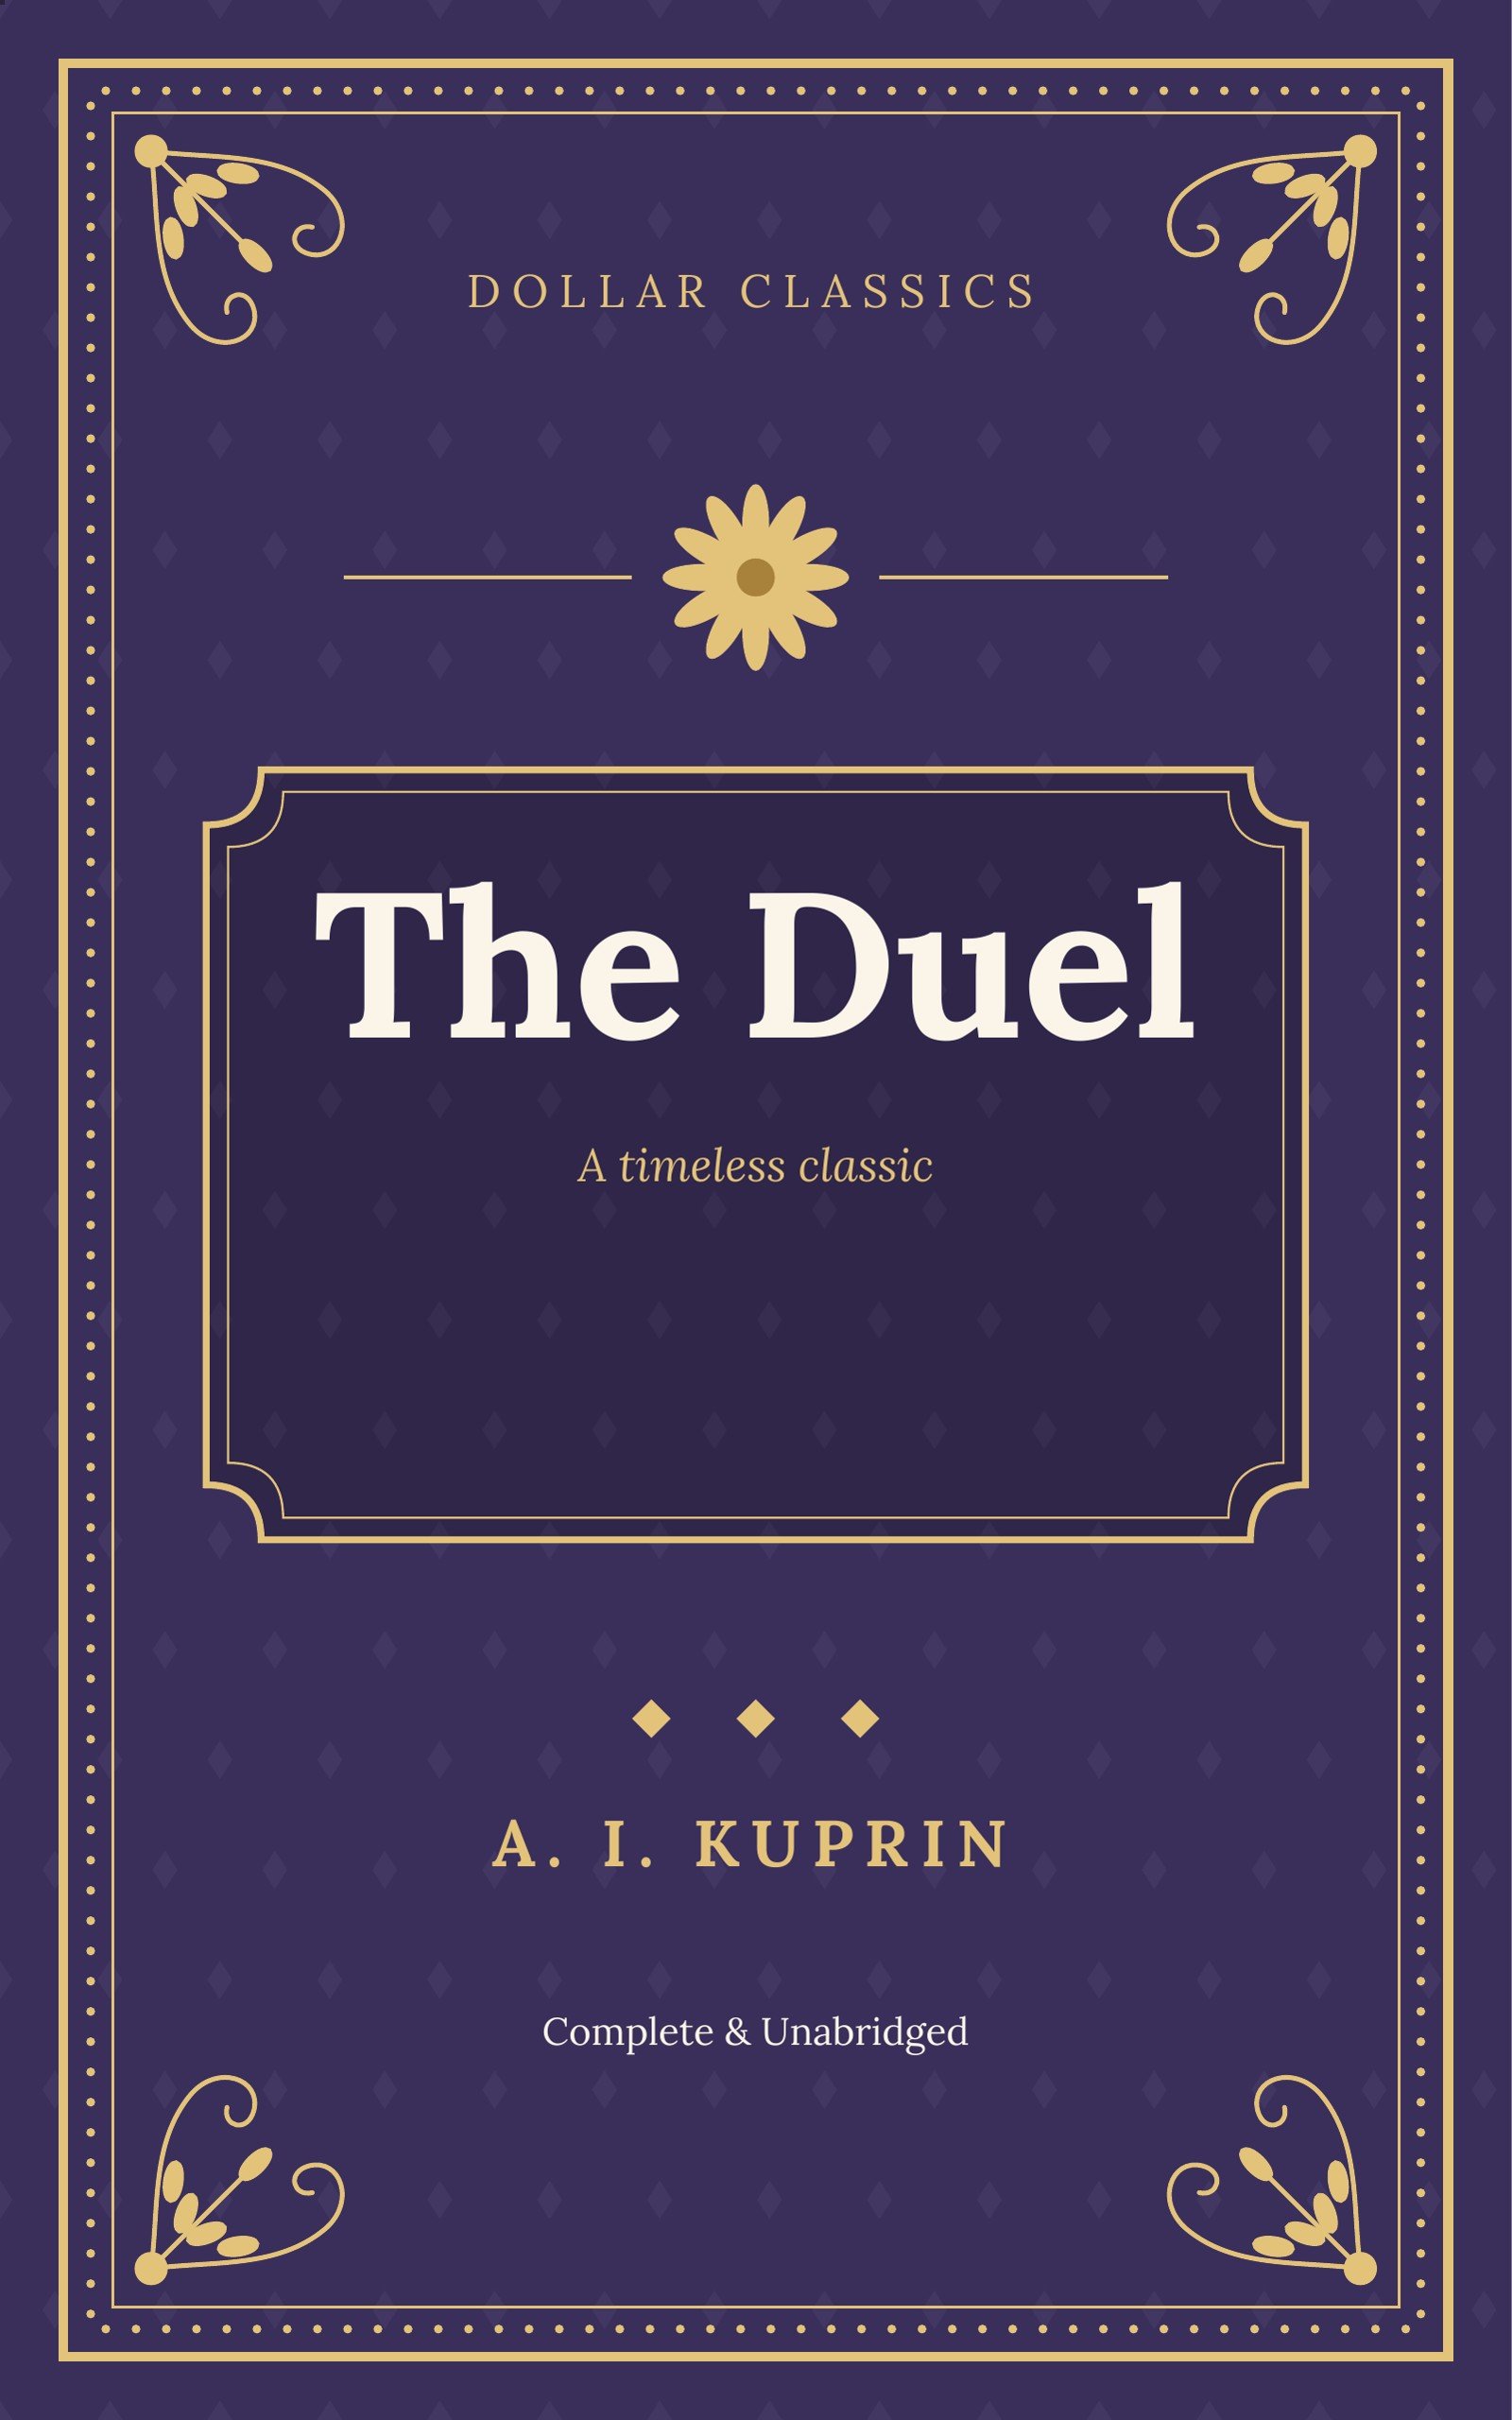 DOLLAR CLASSICS
The Duel
A timeless classic
A. I. KUPRIN
Complete & Unabridged